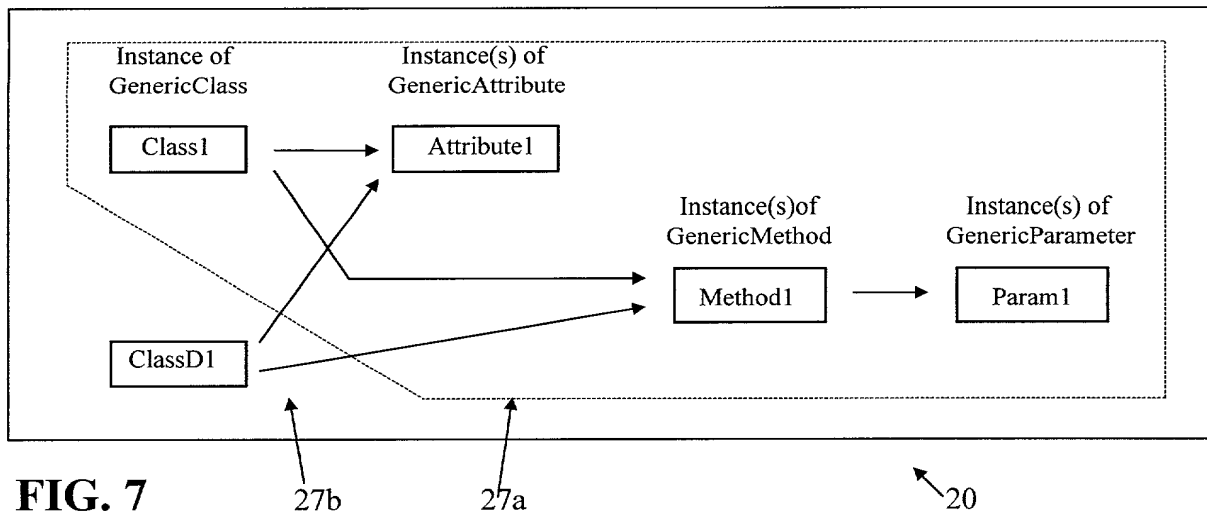 Instance of
GenericClass
Instance(s) of
GenericAttribute
Class1
Attribute1
Instance(s)of
GenericMethod
Instance(s) of
GenericParameter
Method1
Param1
ClassD1
FIG. 7
27b
27a
20